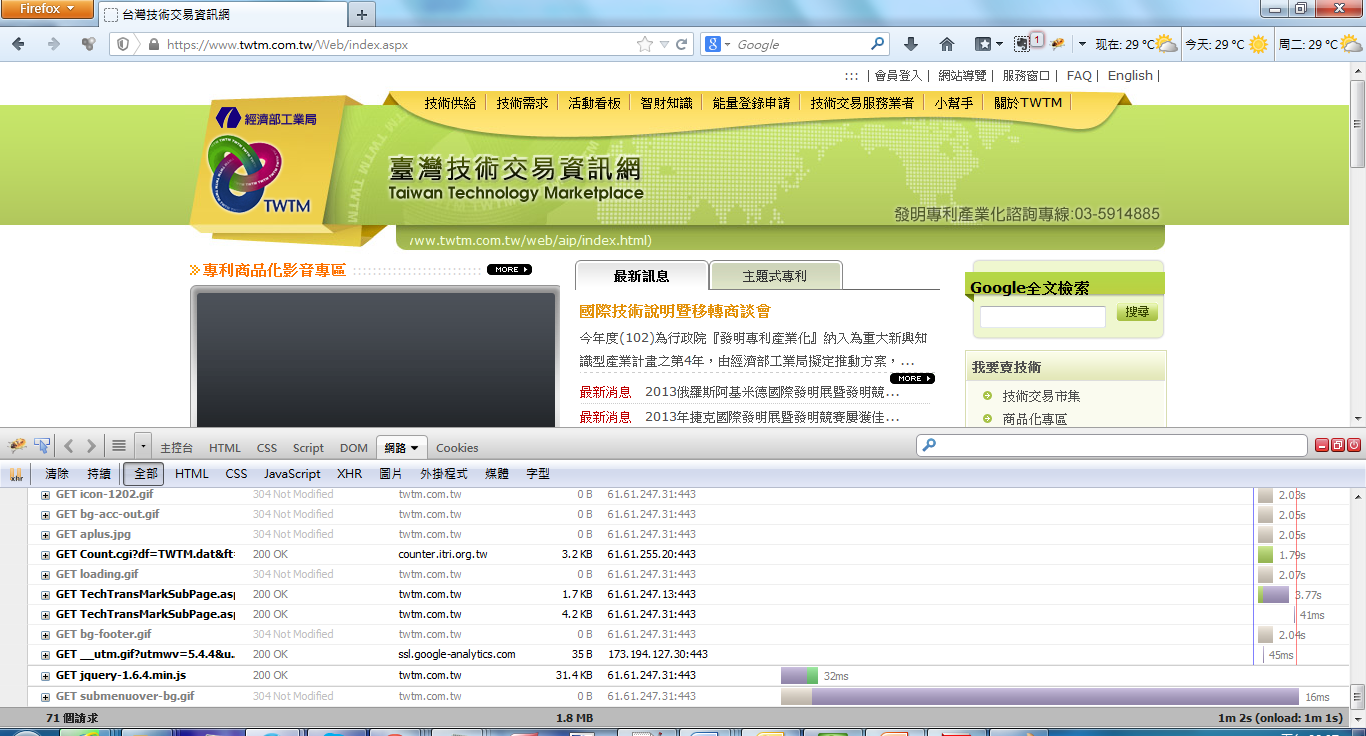 Firefox
台灣技術交易資訊網
https://www.twtm.com.tw/Web/index.aspx
Google
1
现在: 29 ℃
今天: 29 ℃
周二: 29 ℃
::: | 會員登入 | 網站導覽 | 服務窗口 | FAQ | English |
技術供給 技術需求 活動看板 智財知識 能量登錄申請 技術交易服務業者 小幫手 關於TWTM
經濟部工業局
TWTM
臺灣技術交易資訊網
Taiwan Technology Marketplace
發明專利產業化諮詢專線:03-5914885
ww.twtm.com.tw/web/aip/index.html)
專利商品化影音專區
MORE
最新訊息
主題式專利
國際技術說明暨移轉商談會
今年度(102)為行政院『發明專利產業化』納入為重大新興知
識型產業計畫之第4年，由經濟部工業局擬定推動方案，...
MORE
最新消息 2013俄羅斯阿基米德國際發明展暨發明競...
最新消息 2013年捷克國際發明展暨發明競賽屢獲佳...
Google全文檢索
搜尋
我要賣技術
技術交易市集
商品化專區
主控台 HTML CSS Script DOM 網路 Cookies
xhr 清除 持續 全部 HTML CSS JavaScript XHR 圖片 外掛程式 媒體 字型
GET icon-1202.gif 304 Not Modified twtm.com.tw 0 B 61.61.247.31:443 2.03s
GET bg-acc-out.gif 304 Not Modified twtm.com.tw 0 B 61.61.247.31:443 2.05s
GET aplus.jpg 304 Not Modified twtm.com.tw 0 B 61.61.247.31:443 2.05s
GET Count.cgi?df=TWTM.dat&ft= 200 OK counter.itri.org.tw 3.2 KB 61.61.255.20:443 1.79s
GET loading.gif 304 Not Modified twtm.com.tw 0 B 61.61.247.31:443 2.07s
GET TechTransMarkSubPage.asp 200 OK twtm.com.tw 1.7 KB 61.61.247.13:443 3.77s
GET TechTransMarkSubPage.asp 200 OK twtm.com.tw 4.2 KB 61.61.247.31:443 41ms
GET bg-footer.gif 304 Not Modified twtm.com.tw 0 B 61.61.247.31:443 2.04s
GET __utm.gif?utmwv=5.4.4&u... 200 OK ssl.google-analytics.com 35 B 173.194.127.30:443 45ms
GET jquery-1.6.4.min.js 200 OK twtm.com.tw 31.4 KB 61.61.247.31:443 32ms
GET submenuover-bg.gif 304 Not Modified twtm.com.tw 0 B 61.61.247.31:443 16ms
71 個請求 1.8 MB 1m 2s (onload: 1m 1s)